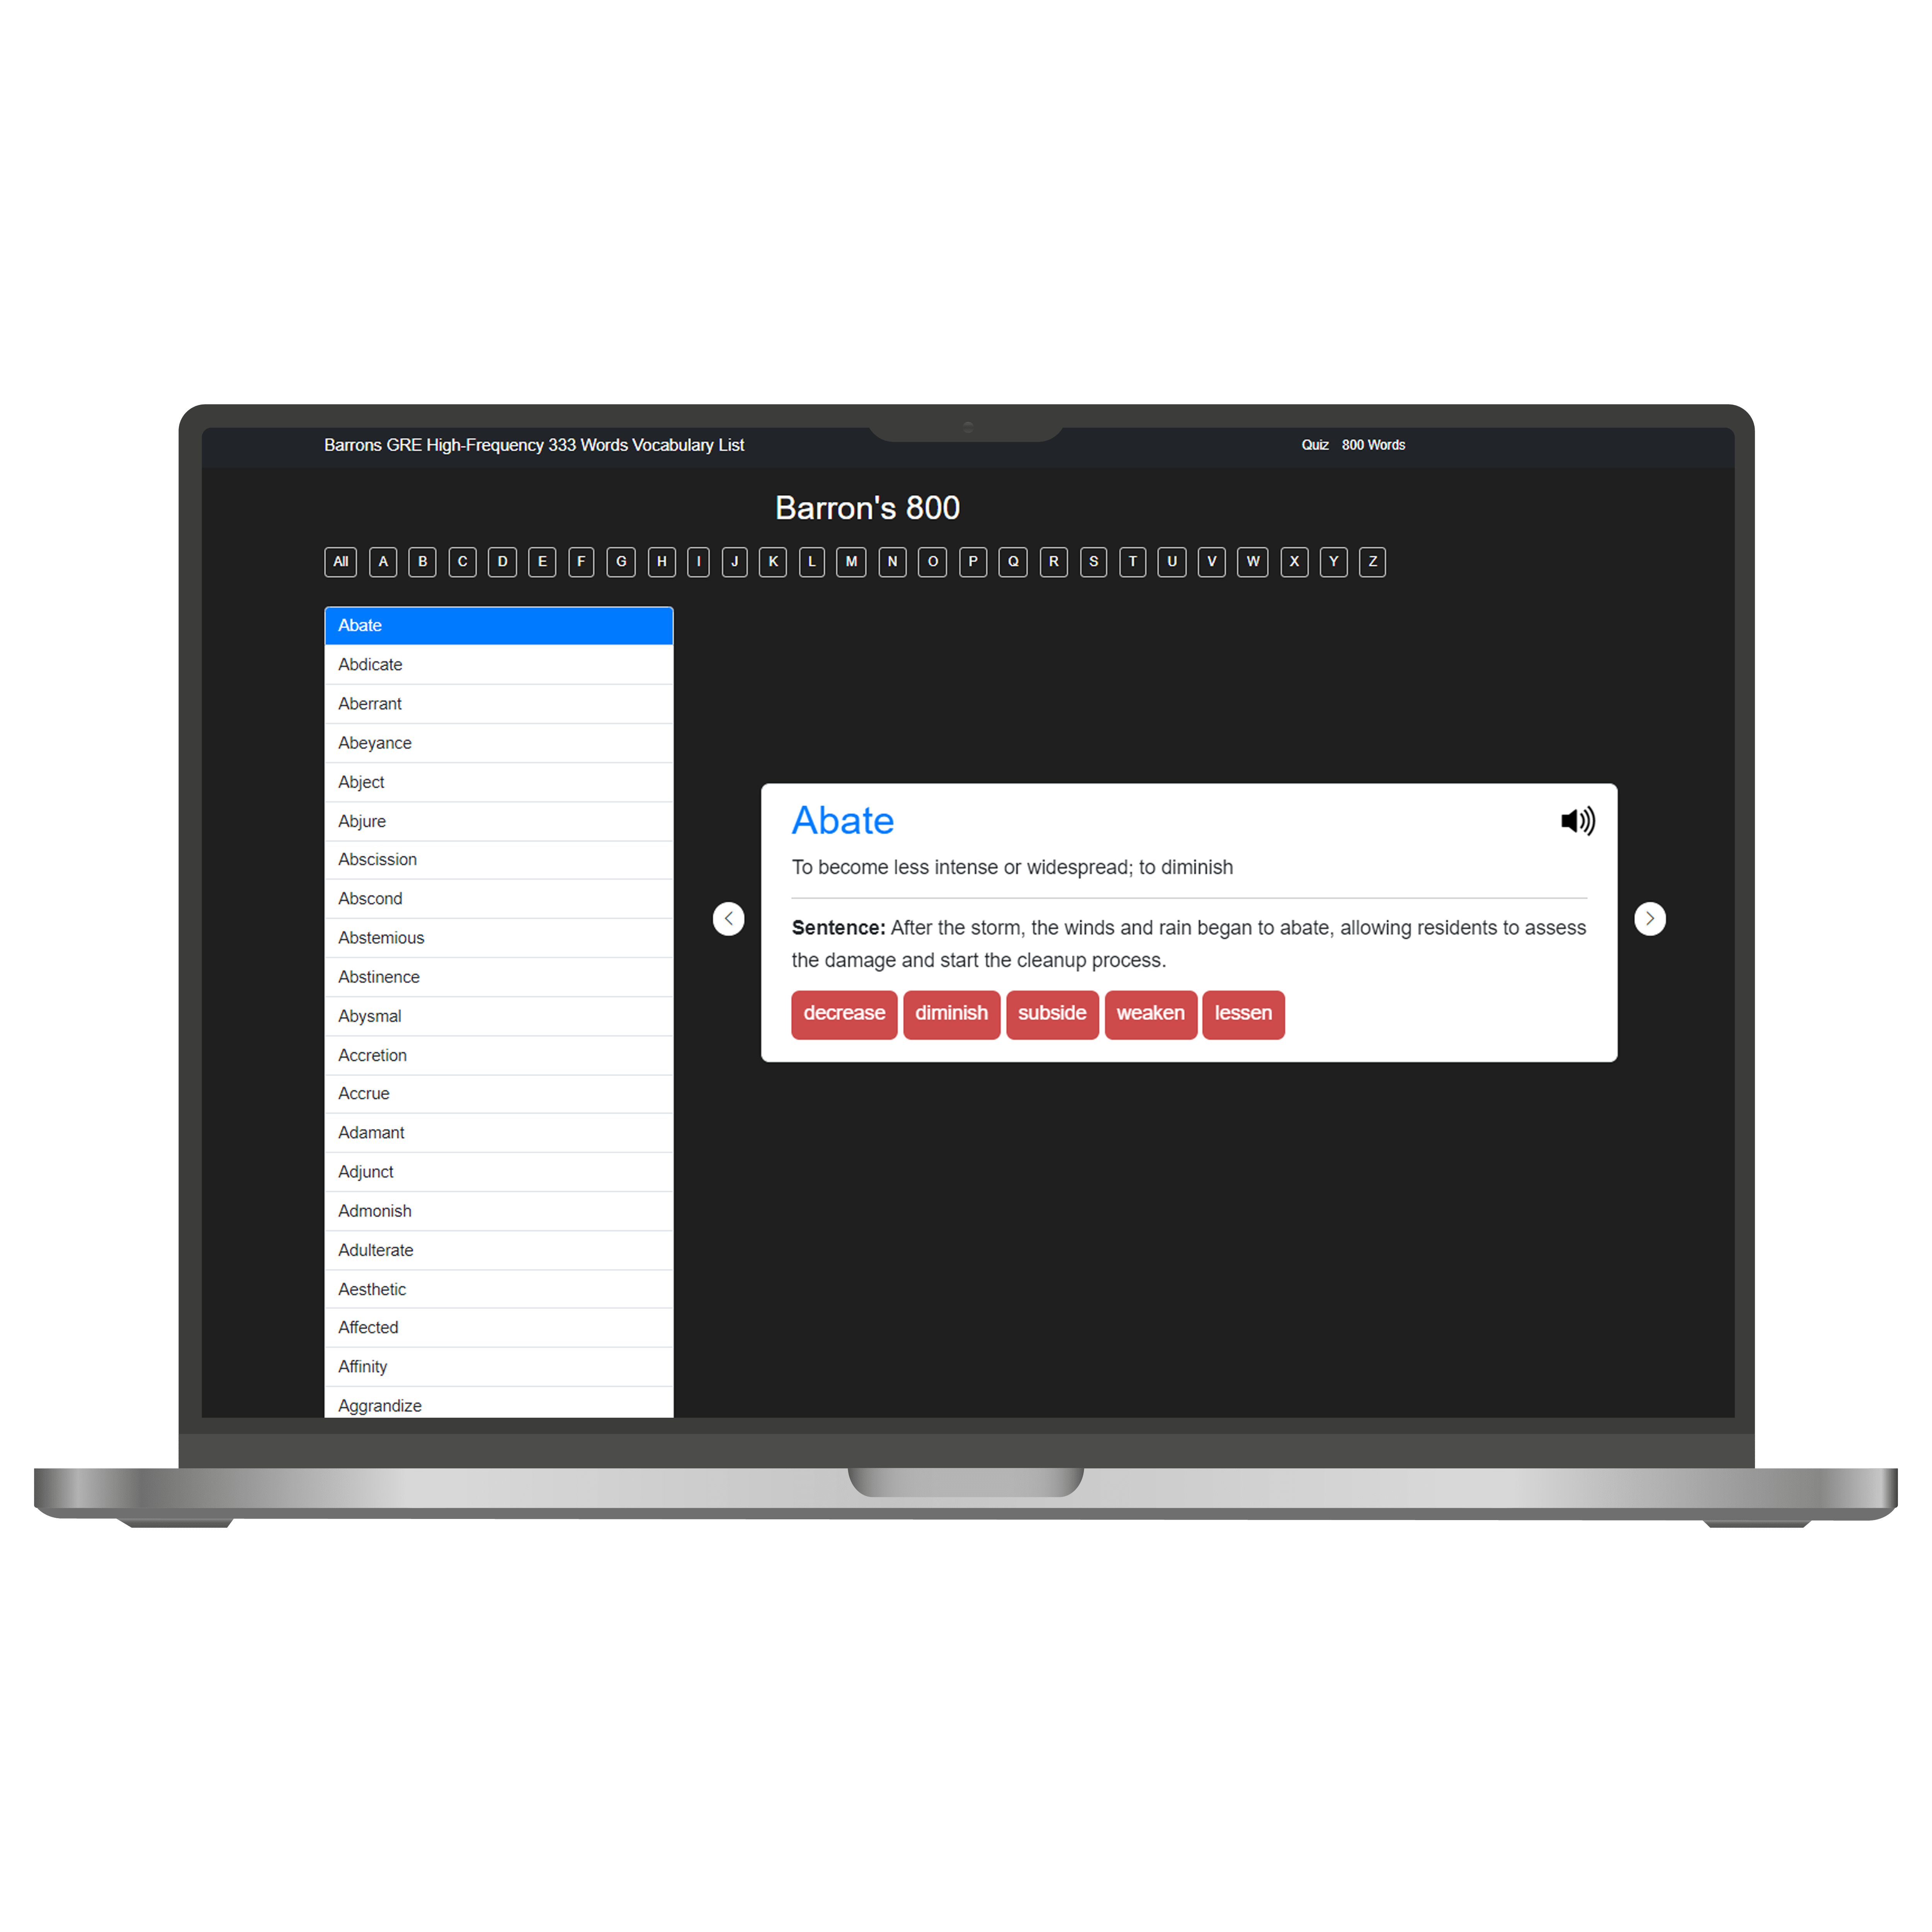 Barrons GRE High-Frequency 333 Words Vocabulary List
Quiz 800 Words
Barron's 800
All A B C D E F G H I J K L M N O P Q R S T U V W X Y Z
Abate
Abdicate
Aberrant
Abeyance
Abject
Abjure
Abscission
Abscond
Abstemious
Abstinence
Abysmal
Accretion
Accrue
Adamant
Adjunct
Admonish
Adulterate
Aesthetic
Affected
Affinity
Aggrandize
Abate
To become less intense or widespread; to diminish
Sentence: After the storm, the winds and rain began to abate, allowing residents to assess
the damage and start the cleanup process.
decrease diminish subside weaken lessen